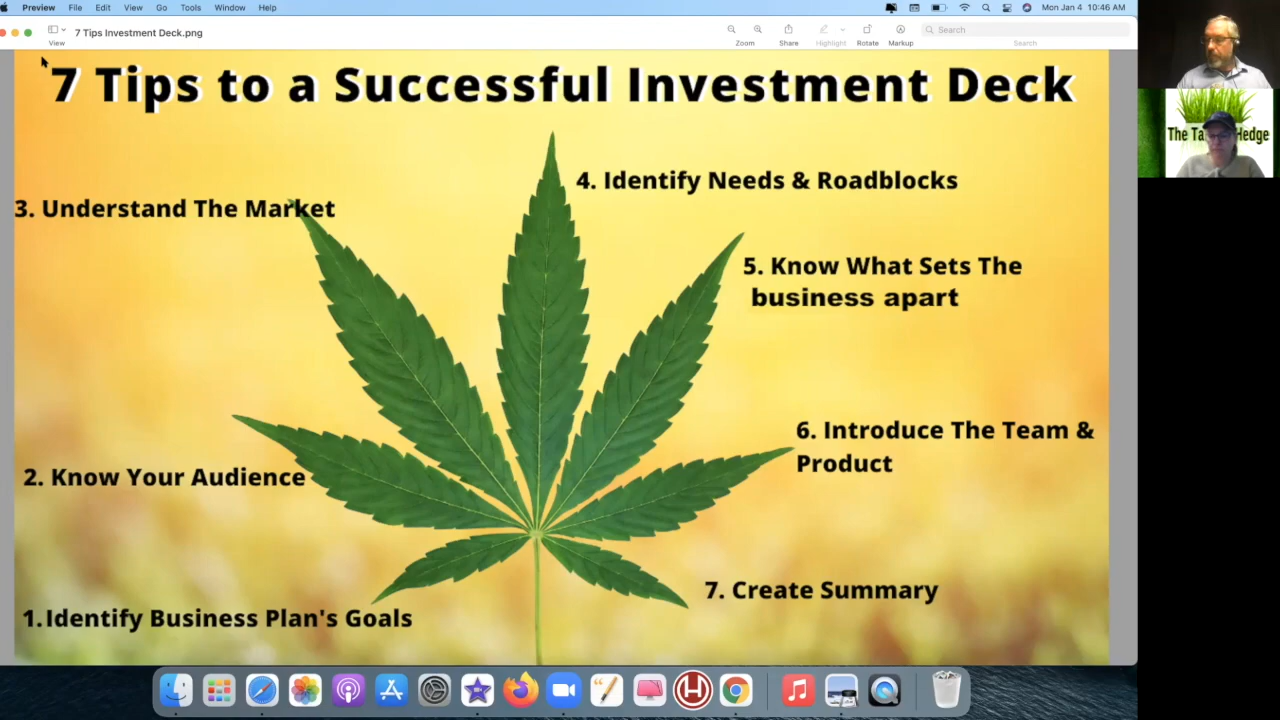 Preview File Edit View Go Tools Window Help Mon Jan 4 10:46 AM
7 Tips Investment Deck.png
View Zoom Share Highlight Rotate Markup Search
Search
7 Tips to a Successful Investment Deck
4. Identify Needs & Roadblocks
3. Understand The Market
5. Know What Sets The
business apart
6. Introduce The Team &
Product
2. Know Your Audience
7. Create Summary
1.Identify Business Plan's Goals
The Hedge
H